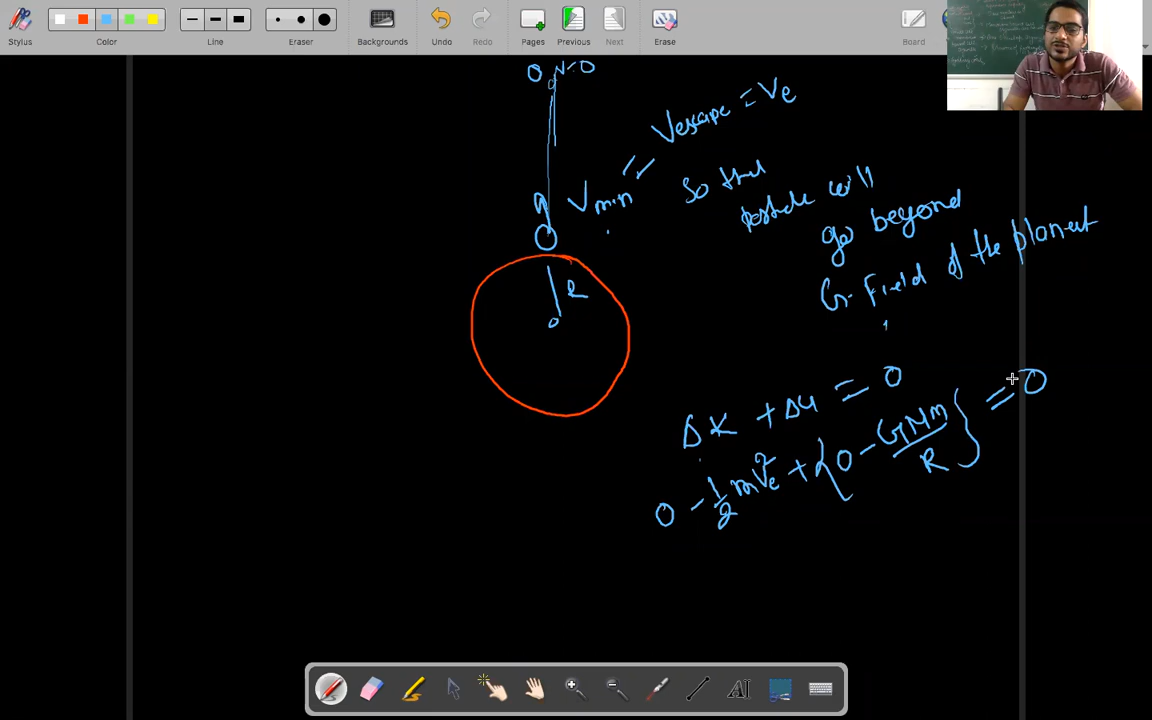 Stylus
Color
Line
Eraser
Backgrounds
Undo
Redo
Pages
Previous
Next
Erase
Board
V=0
Vescape = Ve
Vmin
so that
particle will
go beyond
G-Field of the planet
R
ΔK + ΔU = 0
0 - 1/2 mVe² + {0 - GMm/R} = 0
AI